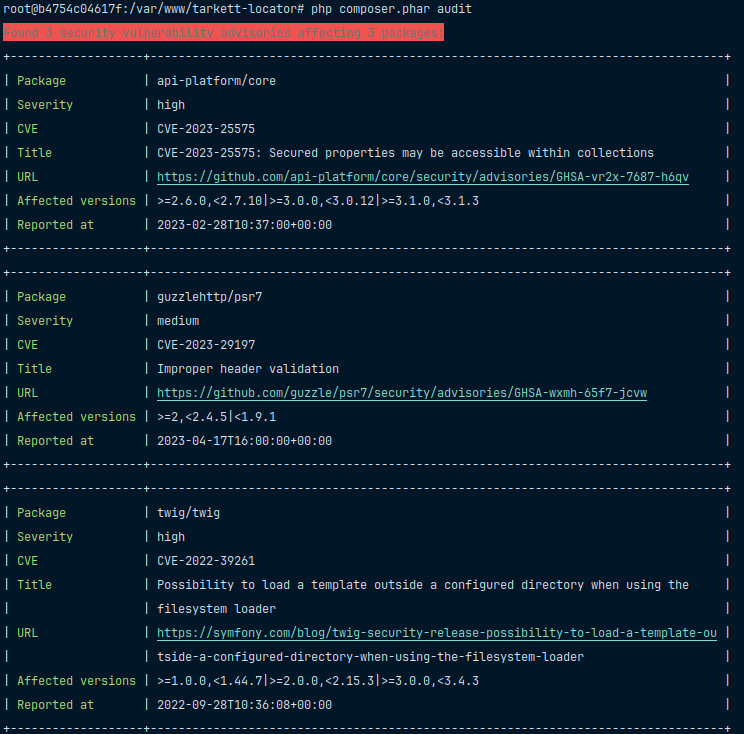 root@b4754c04617f:/var/www/tarkett-locator# php composer.phar audit
Found 3 security vulnerability advisories affecting 3 packages:
+-------------------+----------------------------------------------------------------------------------+
| Package           | api-platform/core                                                                |
| Severity          | high                                                                             |
| CVE               | CVE-2023-25575                                                                   |
| Title             | CVE-2023-25575: Secured properties may be accessible within collections          |
| URL               | https://github.com/api-platform/core/security/advisories/GHSA-vr2x-7687-h6qv     |
| Affected versions | >=2.6.0,<2.7.10|>=3.0.0,<3.0.12|>=3.1.0,<3.1.3                                   |
| Reported at       | 2023-02-28T10:37:00+00:00                                                        |
+-------------------+----------------------------------------------------------------------------------+
+-------------------+----------------------------------------------------------------------------------+
| Package           | guzzlehttp/psr7                                                                  |
| Severity          | medium                                                                           |
| CVE               | CVE-2023-29197                                                                   |
| Title             | Improper header validation                                                       |
| URL               | https://github.com/guzzle/psr7/security/advisories/GHSA-wxmh-65f7-jcvw           |
| Affected versions | >=2,<2.4.5|<1.9.1                                                                |
| Reported at       | 2023-04-17T16:00:00+00:00                                                        |
+-------------------+----------------------------------------------------------------------------------+
+-------------------+----------------------------------------------------------------------------------+
| Package           | twig/twig                                                                        |
| Severity          | high                                                                             |
| CVE               | CVE-2022-39261                                                                   |
| Title             | Possibility to load a template outside a configured directory when using the     |
|                   | filesystem loader                                                                |
| URL               | https://symfony.com/blog/twig-security-release-possibility-to-load-a-template-ou |
|                   | tside-a-configured-directory-when-using-the-filesystem-loader                    |
| Affected versions | >=1.0.0,<1.44.7|>=2.0.0,<2.15.3|>=3.0.0,<3.4.3                                   |
| Reported at       | 2022-09-28T10:36:08+00:00                                                        |
+-------------------+----------------------------------------------------------------------------------+